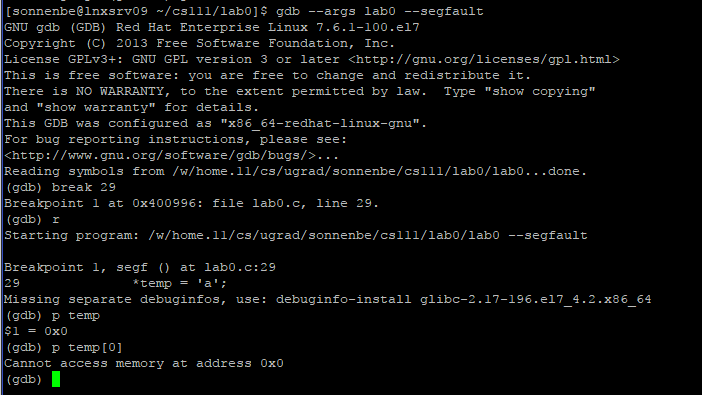 [sonnenbe@lnxsrv09 ~/cs111/lab0]$ gdb --args lab0 --segfault
GNU gdb (GDB) Red Hat Enterprise Linux 7.6.1-100.el7
Copyright (C) 2013 Free Software Foundation, Inc.
License GPLv3+: GNU GPL version 3 or later <http://gnu.org/licenses/gpl.html>
This is free software: you are free to change and redistribute it.
There is NO WARRANTY, to the extent permitted by law.  Type "show copying"
and "show warranty" for details.
This GDB was configured as "x86_64-redhat-linux-gnu".
For bug reporting instructions, please see:
<http://www.gnu.org/software/gdb/bugs/>...
Reading symbols from /w/home.11/cs/ugrad/sonnenbe/cs111/lab0/lab0...done.
(gdb) break 29
Breakpoint 1 at 0x400996: file lab0.c, line 29.
(gdb) r
Starting program: /w/home.11/cs/ugrad/sonnenbe/cs111/lab0/lab0 --segfault
Breakpoint 1, segf () at lab0.c:29
29              *temp = 'a';
Missing separate debuginfos, use: debuginfo-install glibc-2.17-196.el7_4.2.x86_64
(gdb) p temp
$1 = 0x0
(gdb) p temp[0]
Cannot access memory at address 0x0
(gdb)